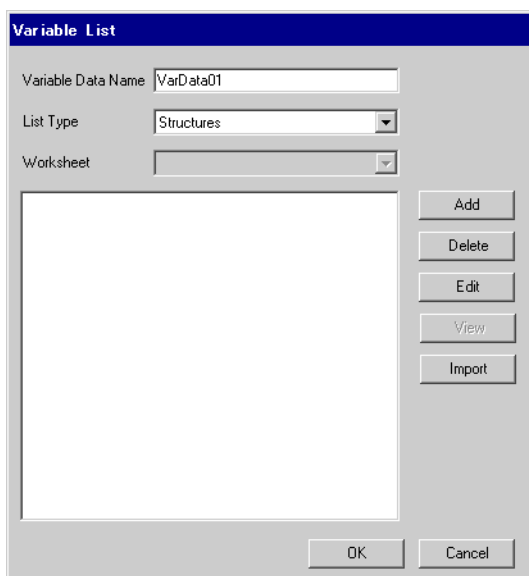 Variable List
Variable Data Name VarData01
List Type Structures
Worksheet
Add
Delete
Edit
View
Import
OK Cancel